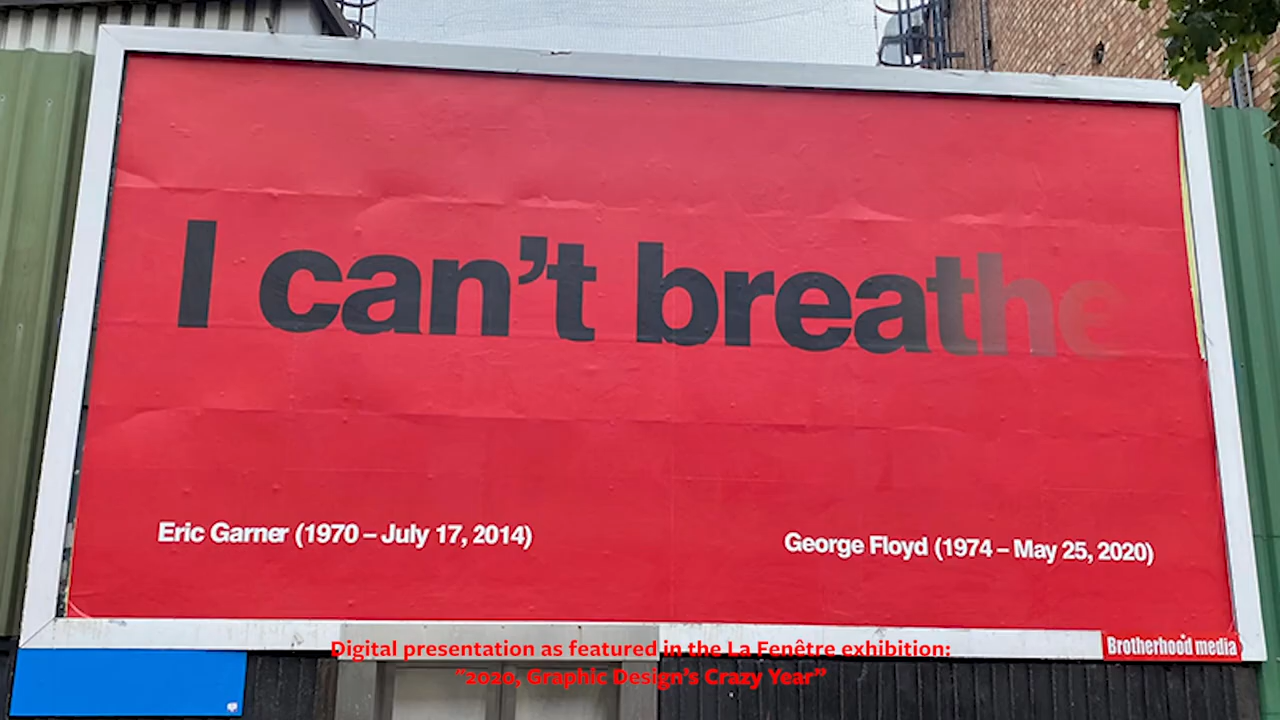 I can’t breathe
Eric Garner (1970 – July 17, 2014)
George Floyd (1974 – May 25, 2020)
Brotherhood media
Digital presentation as featured in the La Fenêtre exhibition:
“2020, Graphic Design’s Crazy Year”